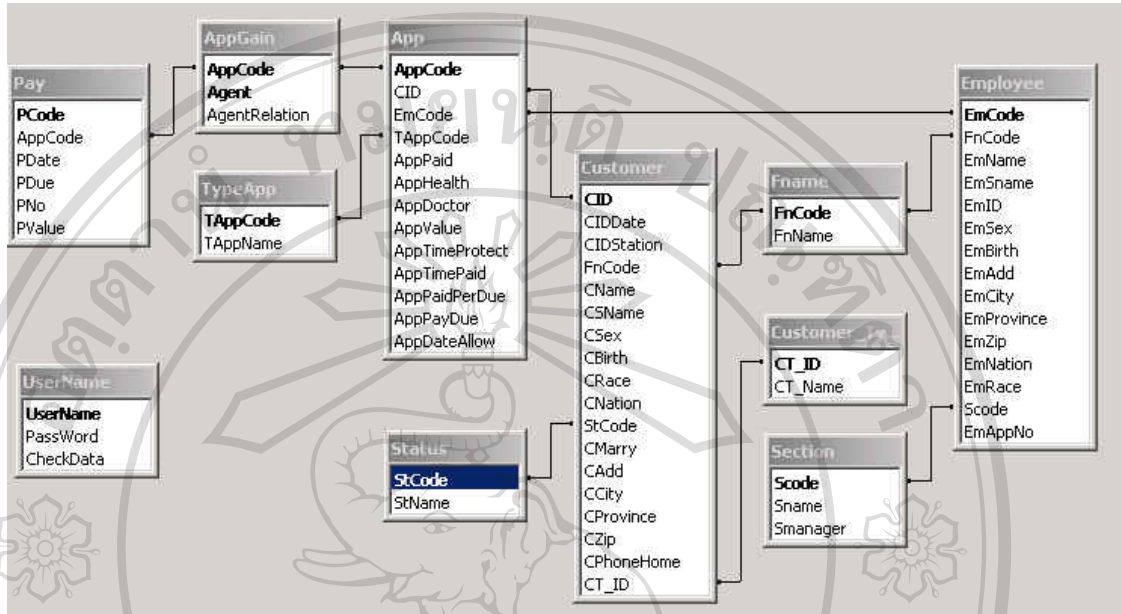 Pay
PCode
AppCode
PDate
PDue
PNo
PValue
AppGain
AppCode
Agent
AgentRelation
TypeApp
TAppCode
TAppName
UserName
UserName
PassWord
CheckData
App
AppCode
CID
EmCode
TAppCode
AppPaid
AppHealth
AppDoctor
AppValue
AppTimeProtect
AppTimePaid
AppPaidPerDue
AppPayDue
AppDateAllow
Status
StCode
StName
Customer
CID
CIDDate
CIDStation
FnCode
CName
CSName
CSex
CBirth
CRace
CNation
StCode
CMarry
CAdd
CCity
CProvince
CZip
CPhoneHome
CT_ID
Fname
FnCode
FnName
CT_ID
CT_Name
Section
Scode
Sname
Smanager
Employee
EmCode
FnCode
EmName
EmSname
EmID
EmSex
EmBirth
EmAdd
EmCity
EmProvince
EmZip
EmNation
EmRace
Scode
EmAppNo